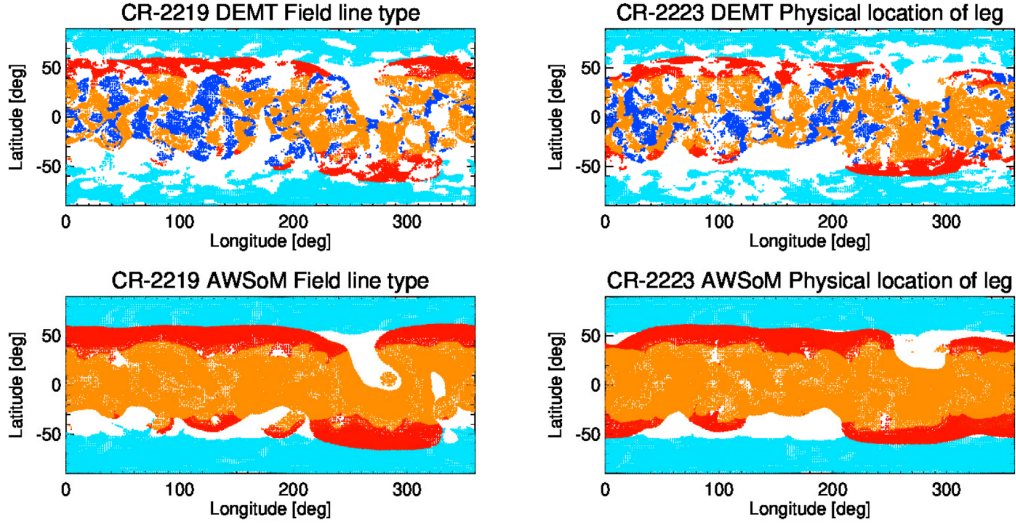 CR-2219 DEMT Field line type
CR-2223 DEMT Physical location of leg
Latitude [deg]
50
0
-50
0
100
200
300
Longitude [deg]
Latitude [deg]
50
0
-50
0
100
200
300
Longitude [deg]
CR-2219 AWSoM Field line type
CR-2223 AWSoM Physical location of leg
Latitude [deg]
50
0
-50
0
100
200
300
Longitude [deg]
Latitude [deg]
50
0
-50
0
100
200
300
Longitude [deg]